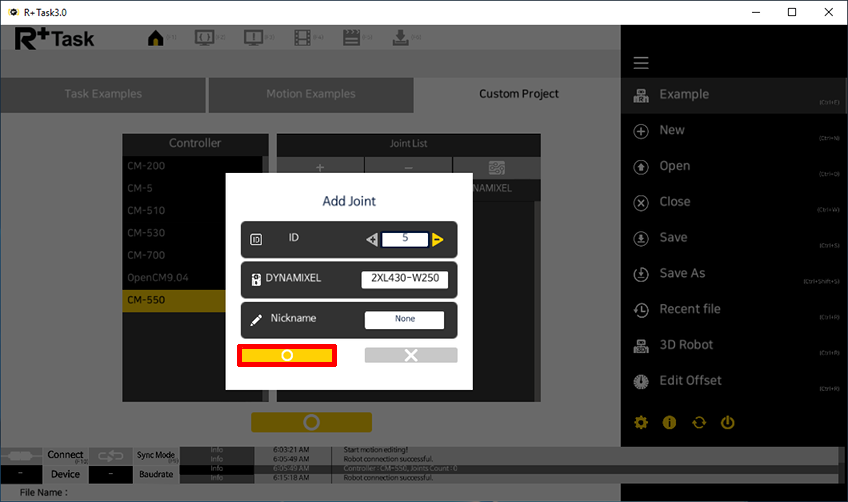 R+Task3.0
R+Task
Task Examples
Motion Examples
Custom Project
Controller
Joint List
CM-200
+
−
CM-5
NAMIXEL
CM-510
CM-530
CM-700
OpenCM9.04
CM-550
Add Joint
ID
ID
5
DYNAMIXEL
2XL430-W250
Nickname
None
Example
(Ctrl+E)
New
(Ctrl+N)
Open
(Ctrl+O)
Close
(Ctrl+W)
Save
(Ctrl+S)
Save As
(Ctrl+Shift+S)
Recent file
(Ctrl+R)
3D Robot
(Ctrl+R)
Edit Offset
(Ctrl+R)
Connect
Sync Mode
Device
-
Baudrate
-
Info 6:03:21 AM Start motion editing!
Info 6:05:49 AM Robot connection successful.
Info 6:05:49 AM Controller : CM-550, Joints Count : 0
Info 6:15:18 AM Robot connection successful.
File Name :